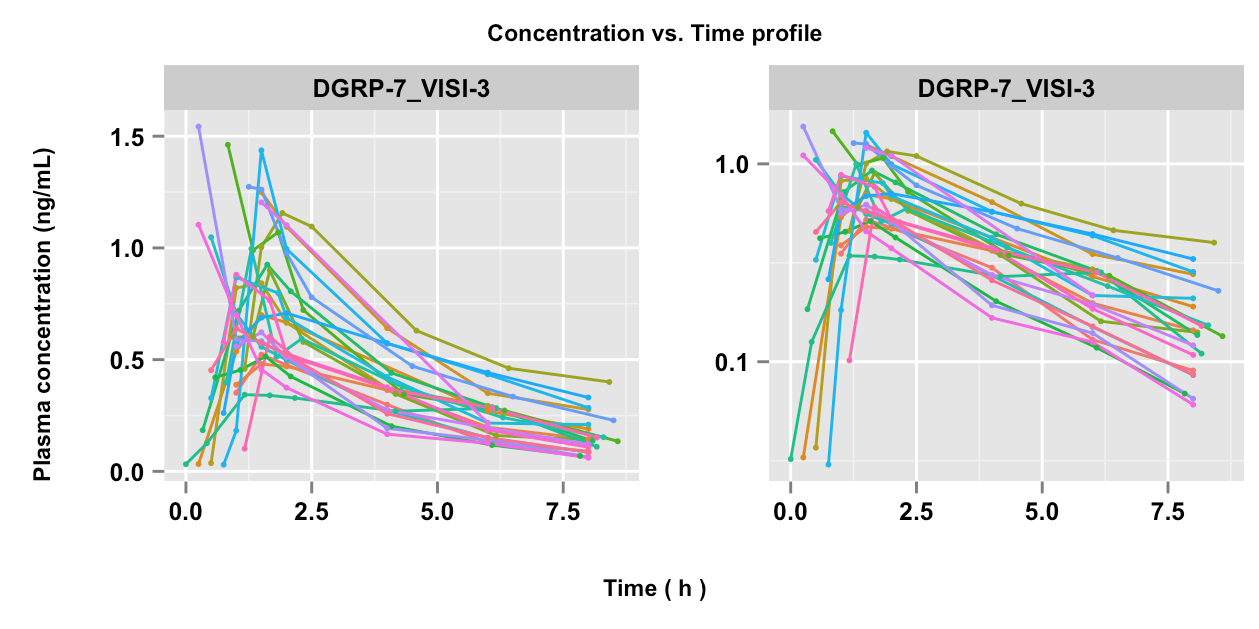 Concentration vs. Time profile
DGRP-7_VISI-3
DGRP-7_VISI-3
Plasma concentration (ng/mL)
1.5
1.0
0.5
0.0
0.0 2.5 5.0 7.5
1.0
0.1
0.0 2.5 5.0 7.5
Time ( h )